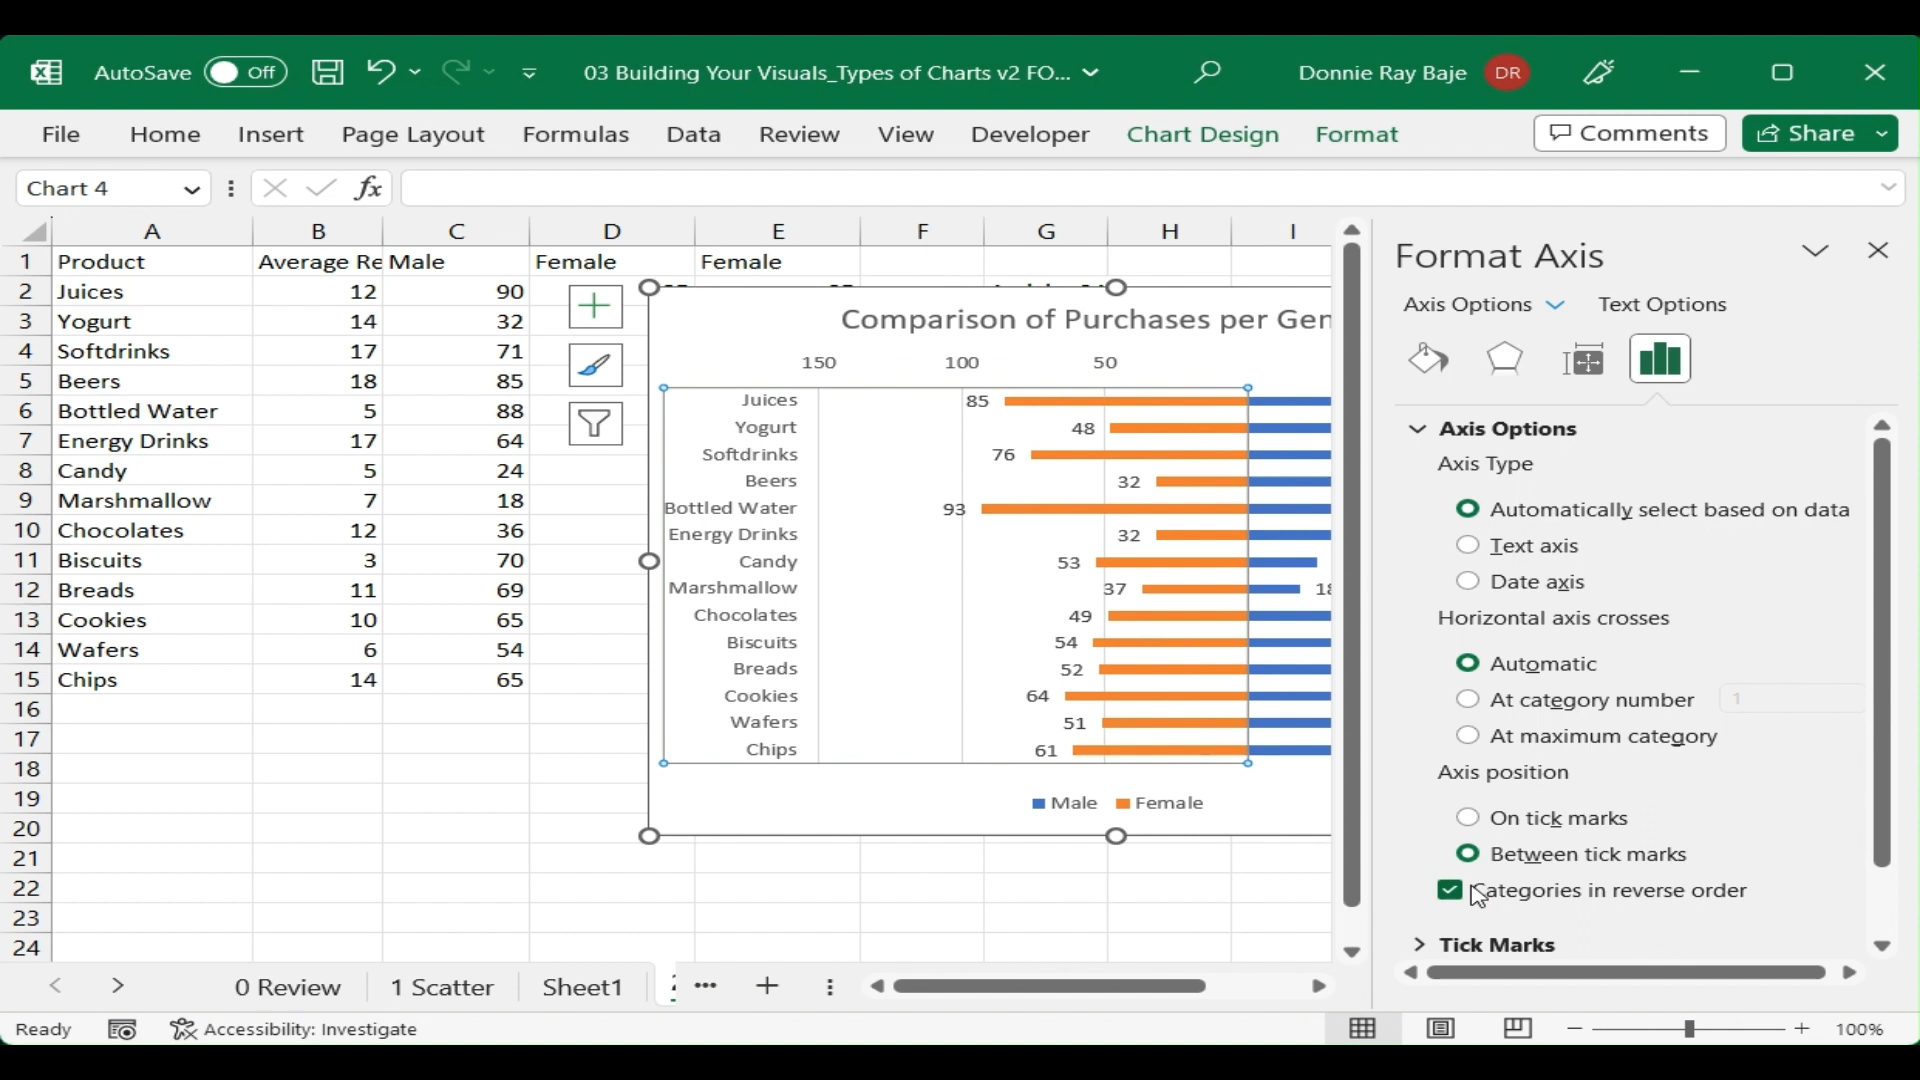 AutoSave Off 03 Building Your Visuals_Types of Charts v2 FO... Donnie Ray Baje DR
File Home Insert Page Layout Formulas Data Review View Developer Chart Design Format Comments Share
Chart 4 fx
A B C D E F G H I
1 Product Average Re Male Female Female
2 Juices 12 90
3 Yogurt 14 32
4 Softdrinks 17 71
5 Beers 18 85
6 Bottled Water 5 88
7 Energy Drinks 17 64
8 Candy 5 24
9 Marshmallow 7 18
10 Chocolates 12 36
11 Biscuits 3 70
12 Breads 11 69
13 Cookies 10 65
14 Wafers 6 54
15 Chips 14 65
16
17
18
19
20
21
22
23
24
Comparison of Purchases per Gen
150 100 50
Juices 85
Yogurt 48
Softdrinks 76
Beers 32
Bottled Water 93
Energy Drinks 32
Candy 53
Marshmallow 37 18
Chocolates 49
Biscuits 54
Breads 52
Cookies 64
Wafers 51
Chips 61
Male Female
Format Axis
Axis Options Text Options
Axis Options
Axis Type
Automatically select based on data
Text axis
Date axis
Horizontal axis crosses
Automatic
At category number 1
At maximum category
Axis position
On tick marks
Between tick marks
Categories in reverse order
Tick Marks
0 Review 1 Scatter Sheet1 ...
Ready Accessibility: Investigate 100%